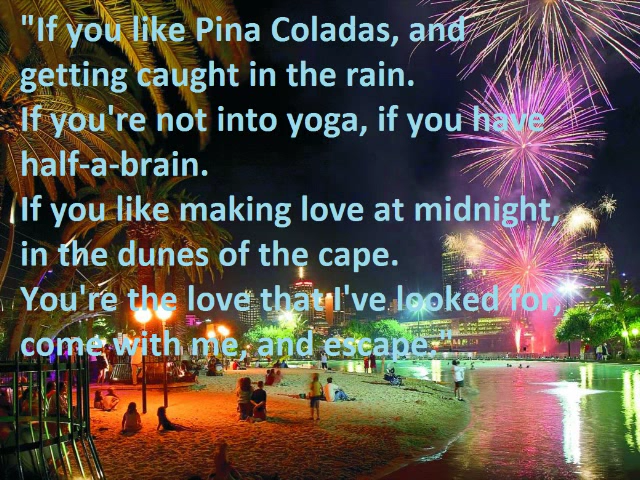 "If you like Pina Coladas, and
getting caught in the rain.
If you're not into yoga, if you have
half-a-brain.
If you like making love at midnight,
in the dunes of the cape.
You're the love that I've looked for,
come with me, and escape."